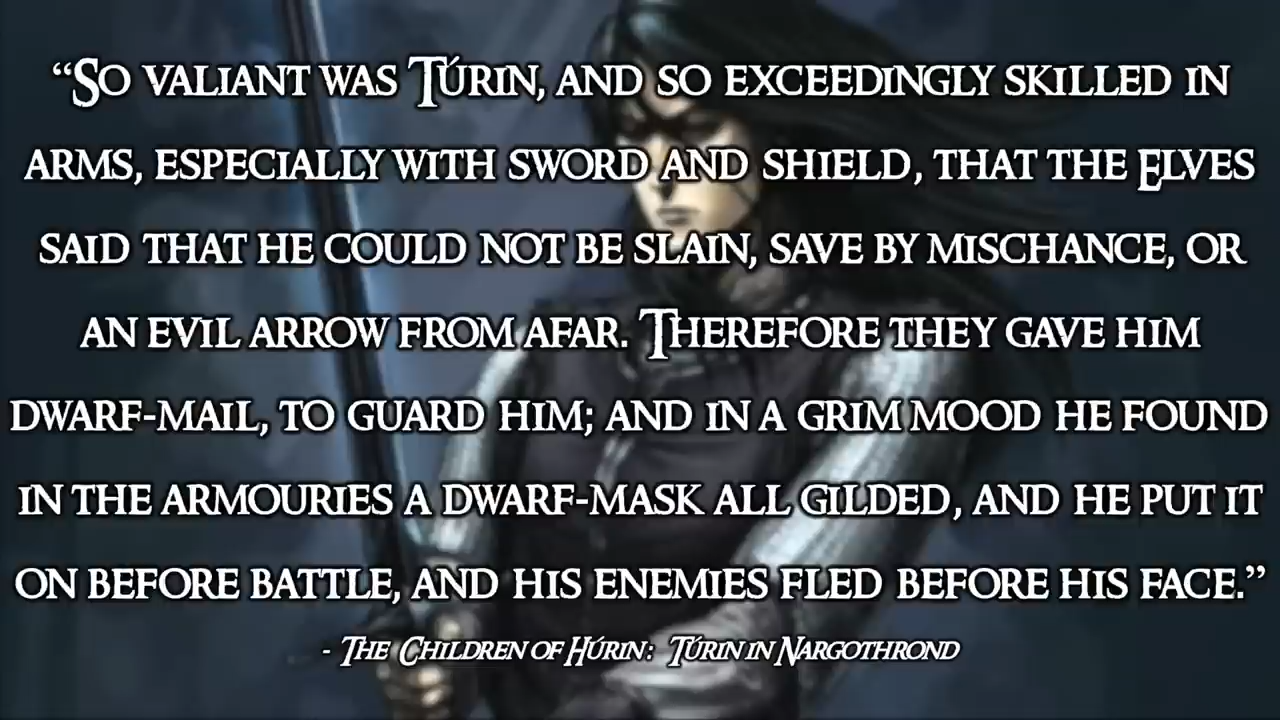 “So valiant was Túrin, and so exceedingly skilled in
arms, especially with sword and shield, that the Elves
said that he could not be slain, save by mischance, or
an evil arrow from afar. Therefore they gave him
dwarf-mail, to guard him; and in a grim mood he found
in the armouries a dwarf-mask all gilded, and he put it
on before battle, and his enemies fled before his face.”
- The Children of Húrin: Túrin in Nargothrond